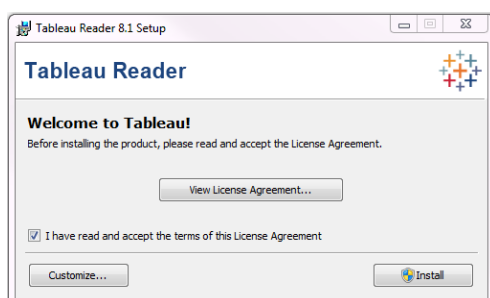 Tableau Reader 8.1 Setup
Tableau Reader
Welcome to Tableau!
Before installing the product, please read and accept the License Agreement.
View License Agreement...
I have read and accept the terms of this License Agreement
Customize...
Install